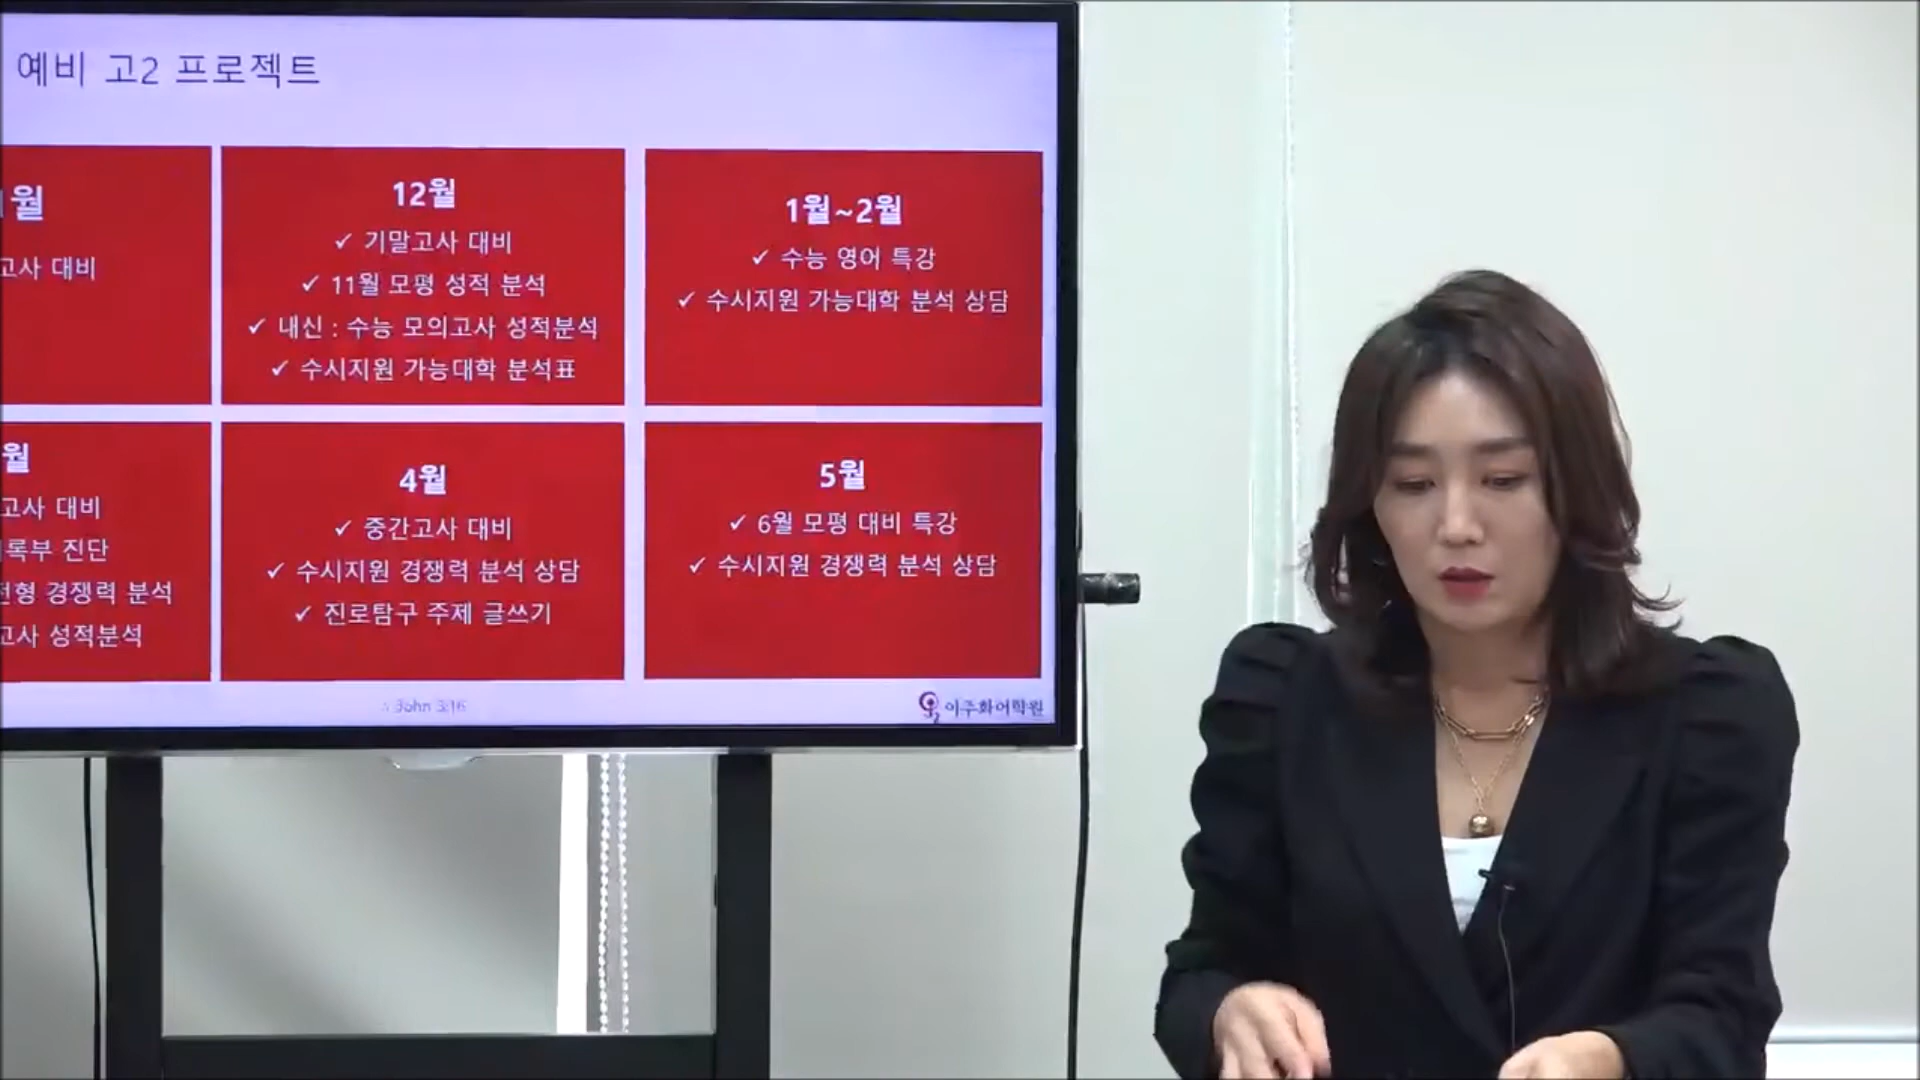 예비 고2 프로젝트
1월
고사 대비
12월
✓ 기말고사 대비
✓ 11월 모평 성적 분석
✓ 내신 : 수능 모의고사 성적분석
✓ 수시지원 가능대학 분석표
1월~2월
✓ 수능 영어 특강
✓ 수시지원 가능대학 분석 상담
월
고사 대비
록부 진단
전형 경쟁력 분석
고사 성적분석
4월
✓ 중간고사 대비
✓ 수시지원 경쟁력 분석 상담
✓ 진로탐구 주제 글쓰기
5월
✓ 6월 모평 대비 특강
✓ 수시지원 경쟁력 분석 상담
John 3:16
이주화어학원